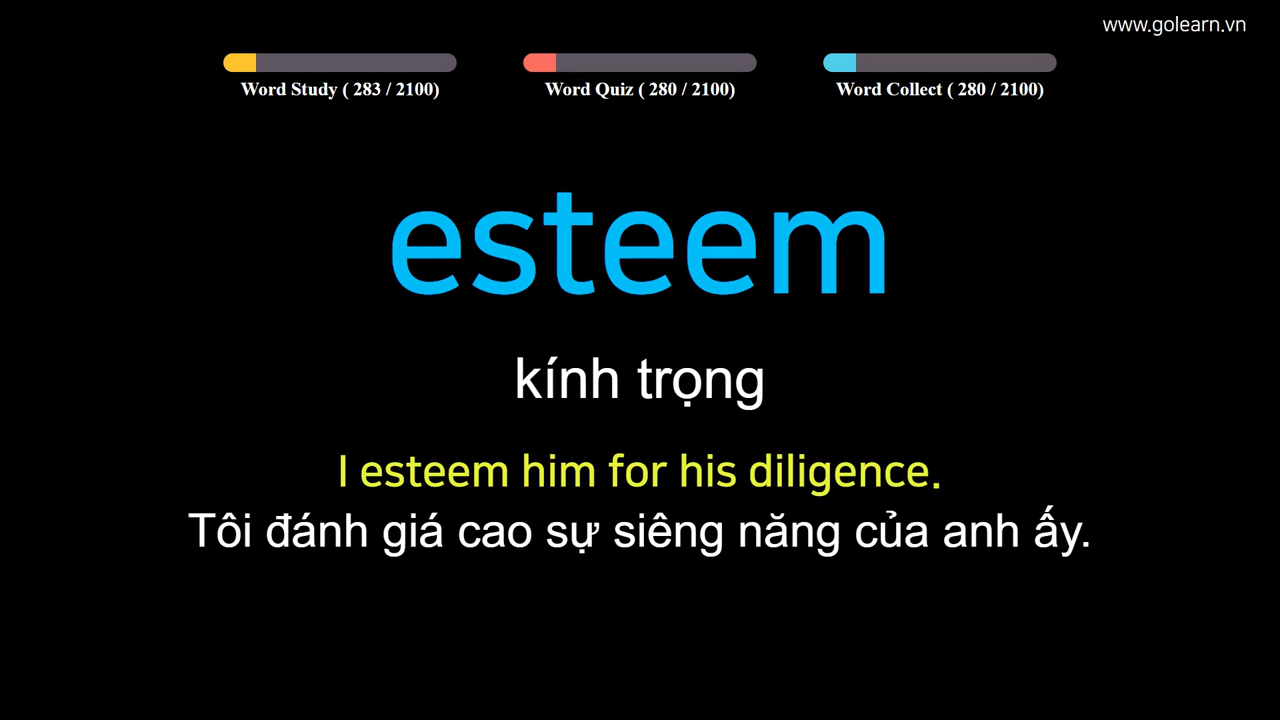 www.golearn.vn
Word Study ( 283 / 2100)
Word Quiz ( 280 / 2100)
Word Collect ( 280 / 2100)
esteem
kính trọng
I esteem him for his diligence.
Tôi đánh giá cao sự siêng năng của anh ấy.